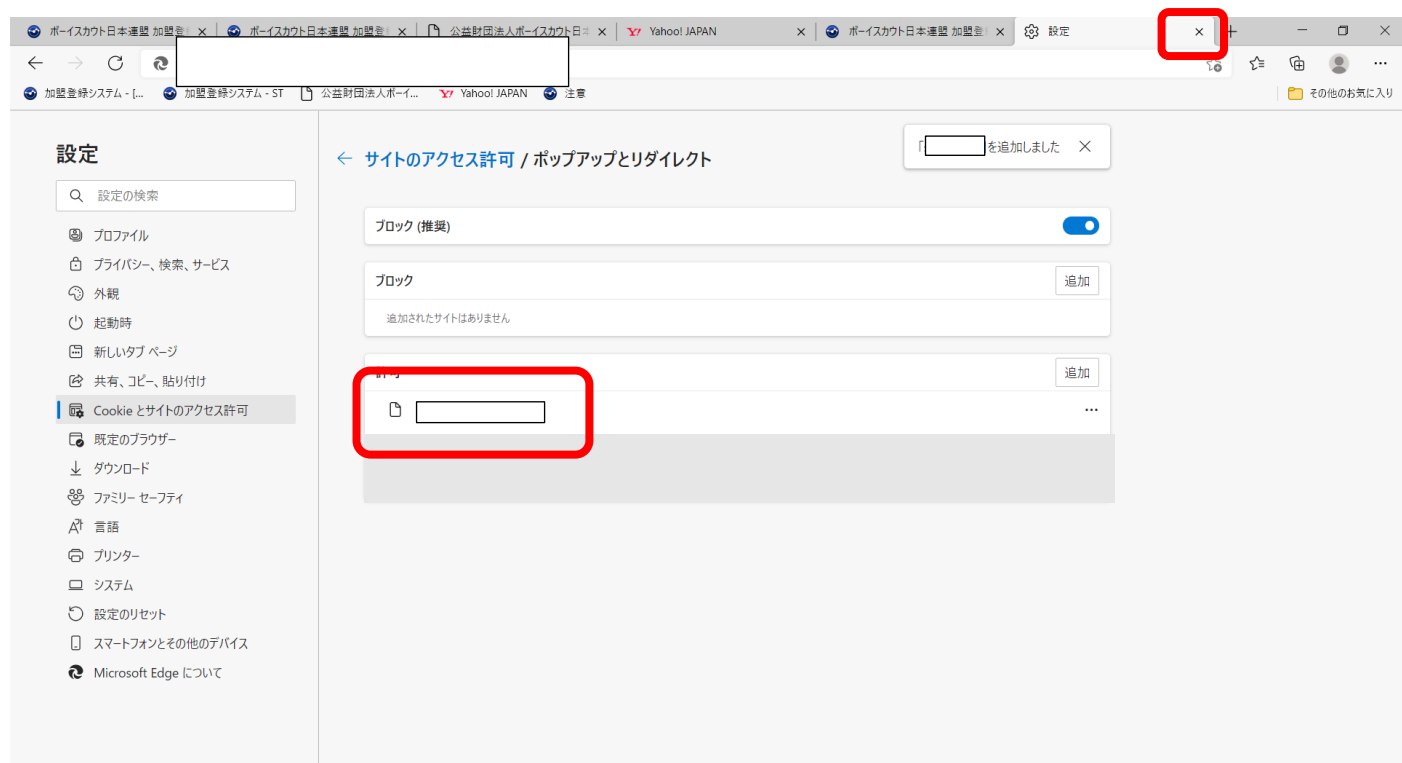 ボーイスカウト日本連盟 加盟登 ボーイスカウト日本連盟 加盟登 公益財団法人ボーイスカウト日 Yahoo! JAPAN ボーイスカウト日本連盟 加盟登 設定
加盟登録システム - [... 加盟登録システム - ST 公益財団法人ボーイ... Yahoo! JAPAN 注意 その他のお気に入り
設定
設定の検索
プロファイル
プライバシー、検索、サービス
外観
起動時
新しいタブ ページ
共有、コピー、貼り付け
Cookie とサイトのアクセス許可
既定のブラウザー
ダウンロード
ファミリー セーフティ
言語
プリンター
システム
設定のリセット
スマートフォンとその他のデバイス
Microsoft Edge について
サイトのアクセス許可 / ポップアップとリダイレクト
「 を追加しました
ブロック (推奨)
ブロック 追加
追加されたサイトはありません
許可 追加